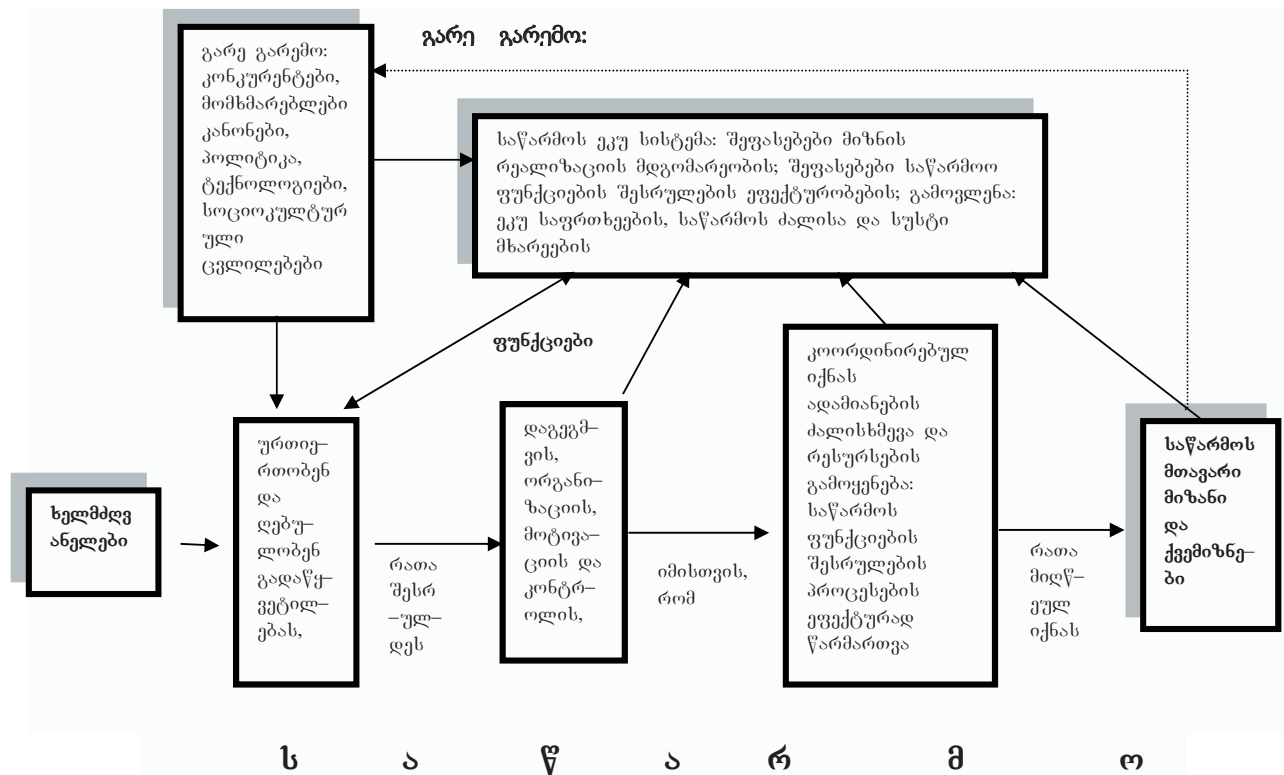 გარე გარემო:
გარე გარემო:
კონკურენტები,
მომხმარებლები
კანონები,
პოლიტიკა,
ტექნოლოგიები,
სოციოკულტურ
ული
ცვლილებები
საწარმოს ეკუ სისტემა: შეფასებები მიზნის
რეალიზაციის მდგომარეობის; შეფასებები საწარმოო
ფუნქციების შესრულების ეფექტურობების; გამოვლენა:
ეკუ საფრთხეების, საწარმოს ძალისა და სუსტი
მხარეების
ფუნქციები
ხელმძღვ
ანელები
ურთიე–
რთობენ
და
ღებუ–
ლობენ
გადაწყ–
ვეტილ–
ებას,
რათა
შესრ
–ულ–
დეს
დაგეგმ–
ვის,
ორგანი–
ზაციის,
მოტივა–
ციის და
კონტრ–
ოლის,
იმისთვის,
რომ
კოორდინირებულ
იქნას
ადამიანების
ძალისხმევა და
რესურსების
გამოყენება:
საწარმოს
ფუნქციების
შესრულების
პროცესების
ეფექტურად
წარმართვა
რათა
მიღწ–
ეულ
იქნას
საწარმოს
მთავარი
მიზანი
და
ქვემიზნე–
ბი
ს ა წ ა რ მ ო